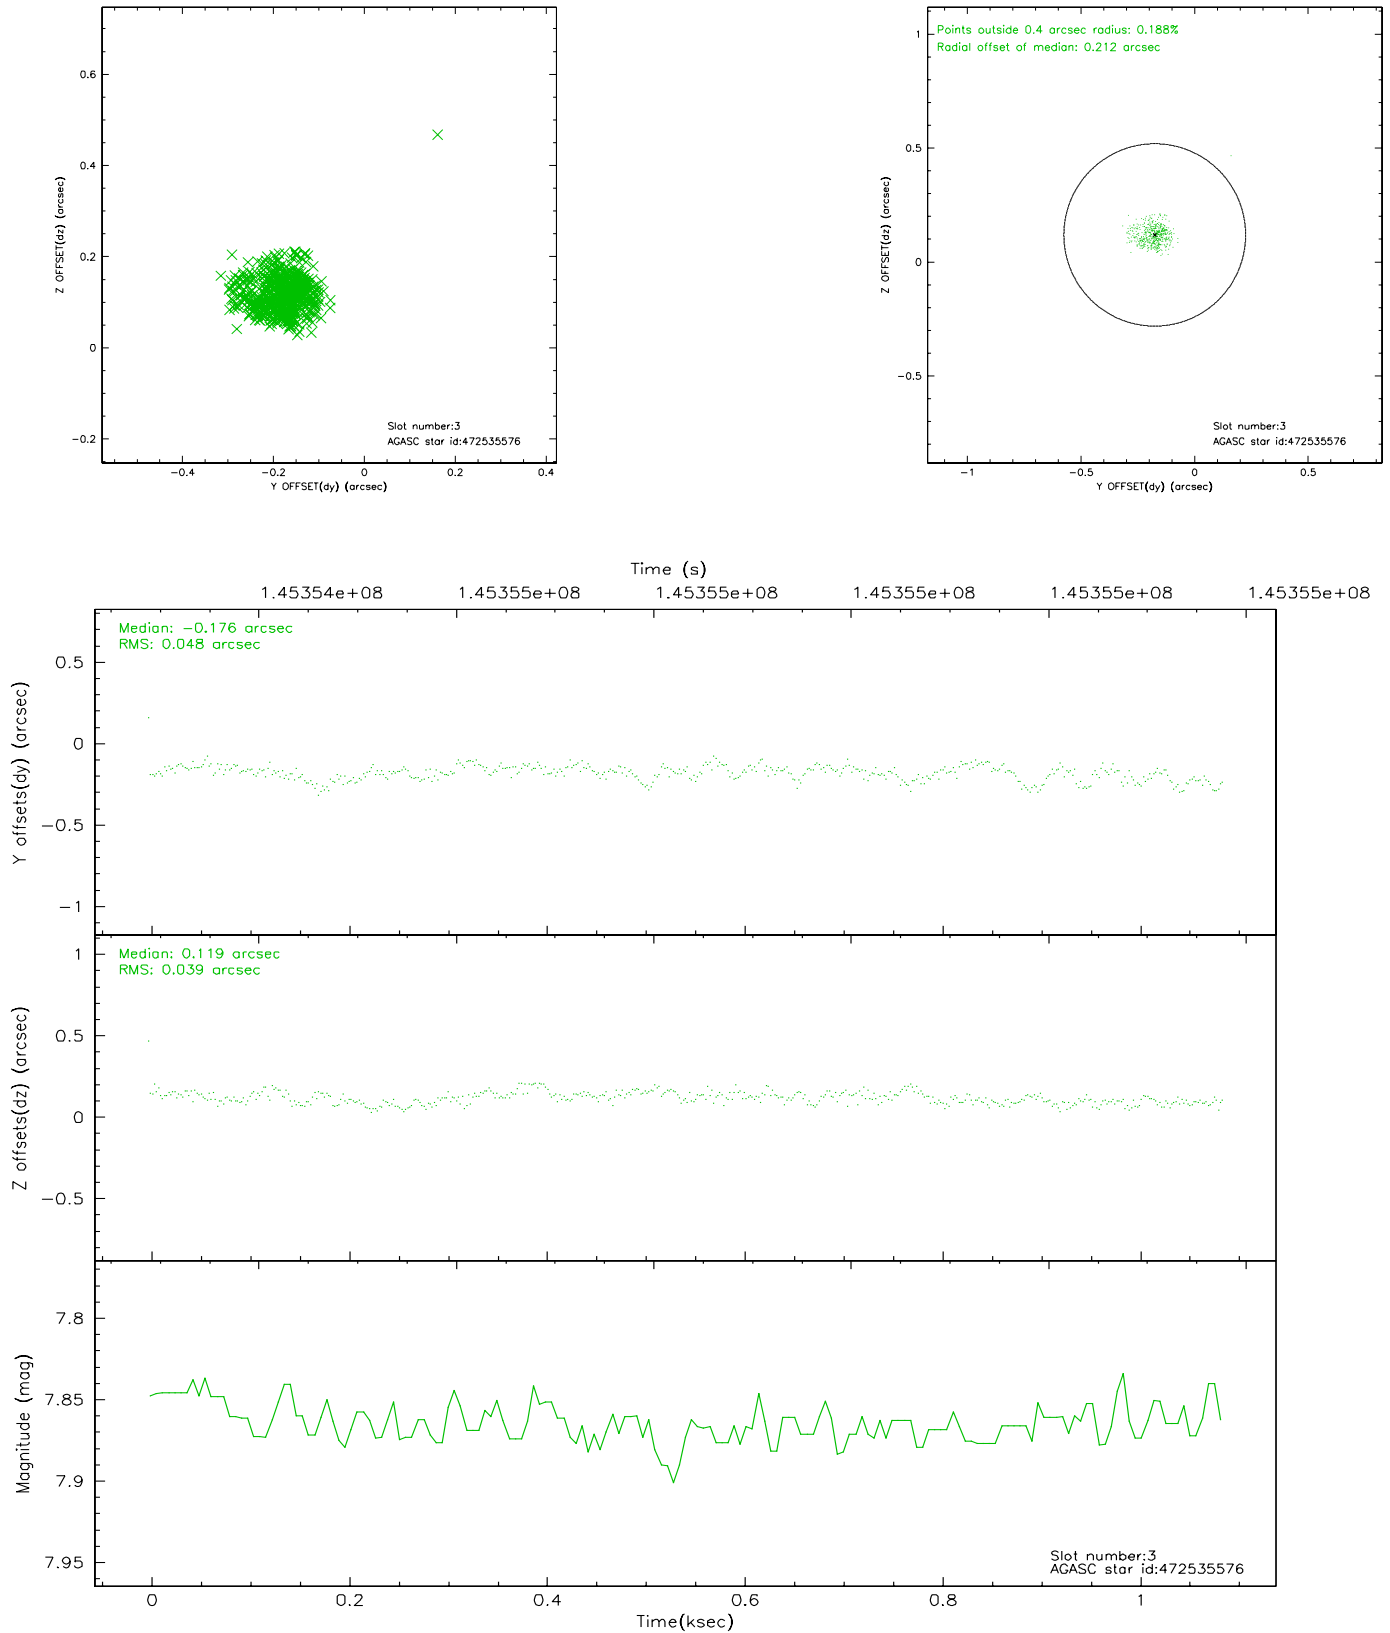 0.6
0.4
0.2
0
−0.2
Z OFFSET(dz) (arcsec)
Slot number:3
AGASC star id:472535576
−0.4
−0.2
0
0.2
0.4
Y OFFSET(dy) (arcsec)
Points outside 0.4 arcsec radius: 0.188%
Radial offset of median: 0.212 arcsec
1
0.5
0
−0.5
Z OFFSET(dz) (arcsec)
Slot number:3
AGASC star id:472535576
−1
−0.5
0
0.5
Y OFFSET(dy) (arcsec)
Time (s)
1.45354e+08
1.45355e+08
1.45355e+08
1.45355e+08
1.45355e+08
1.45355e+08
Median: −0.176 arcsec
RMS: 0.048 arcsec
0.5
0
−0.5
−1
Y offsets(dy) (arcsec)
Median: 0.119 arcsec
RMS: 0.039 arcsec
1
0.5
0
−0.5
Z offsets(dz) (arcsec)
7.8
7.85
7.9
7.95
Magnitude (mag)
Slot number:3
AGASC star id:472535576
0
0.2
0.4
0.6
0.8
1
Time(ksec)